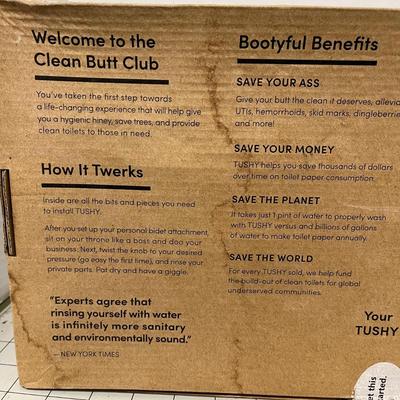 Welcome to the
Clean Butt Club
You've taken the first step towards
a life-changing experience that will help give
you a hygienic hiney, save trees, and provide
clean toilets to those in need.
How It Twerks
Inside are all the bits and pieces you need
to install TUSHY.
After you set up your personal bidet attachment,
sit on your throne like a boss and doo your
business. Next, twist the knob to your desired
pressure (go easy the first time), and rinse your
private parts. Pat dry and have a giggle.
"Experts agree that
rinsing yourself with water
is infinitely more sanitary
and environmentally sound."
— NEW YORK TIMES
Bootyful Benefits
SAVE YOUR ASS
Give your butt the clean it deserves, allevia
UTIs, hemorrhoids, skid marks, dingleberrie
and more!
SAVE YOUR MONEY
TUSHY helps you save thousands of dollars
over time on toilet paper consumption.
SAVE THE PLANET
It takes just 1 pint of water to properly wash
with TUSHY versus and billions of gallons
of water to make toilet paper annually.
SAVE THE WORLD
For every TUSHY sold, we help fund
the build-out of clean toilets for global
underserved communities.
Your
TUSHY
et this
arted.